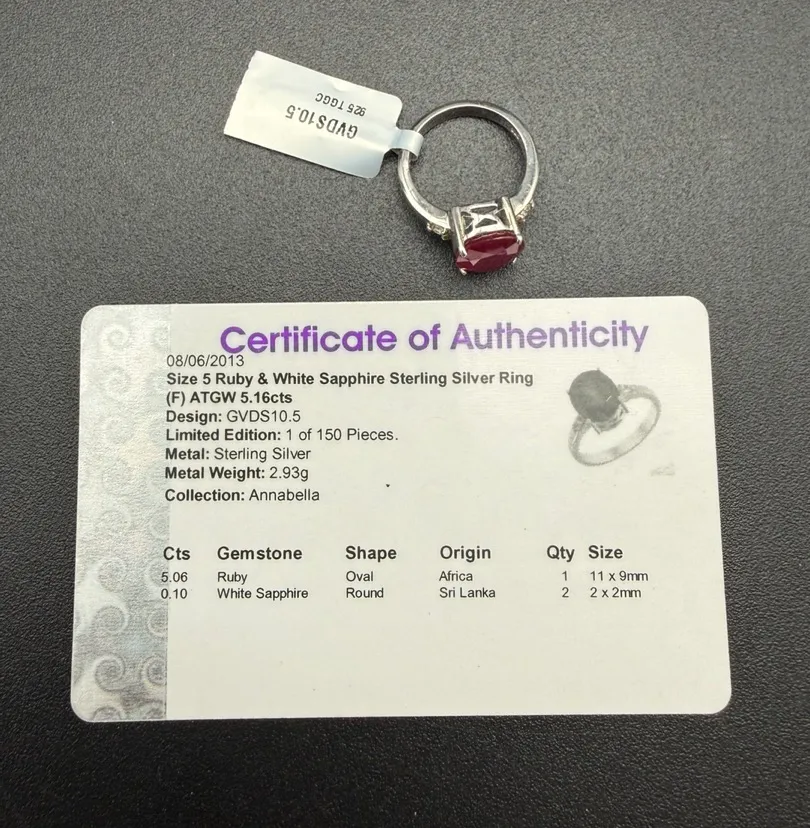 GVDS10.5
925 TGGC
Certificate of Authenticity
08/06/2013
Size 5 Ruby & White Sapphire Sterling Silver Ring
(F) ATGW 5.16cts
Design: GVDS10.5
Limited Edition: 1 of 150 Pieces.
Metal: Sterling Silver
Metal Weight: 2.93g
Collection: Annabella
Cts Gemstone Shape Origin Qty Size
5.06 Ruby Oval Africa 1 11 x 9mm
0.10 White Sapphire Round Sri Lanka 2 2 x 2mm